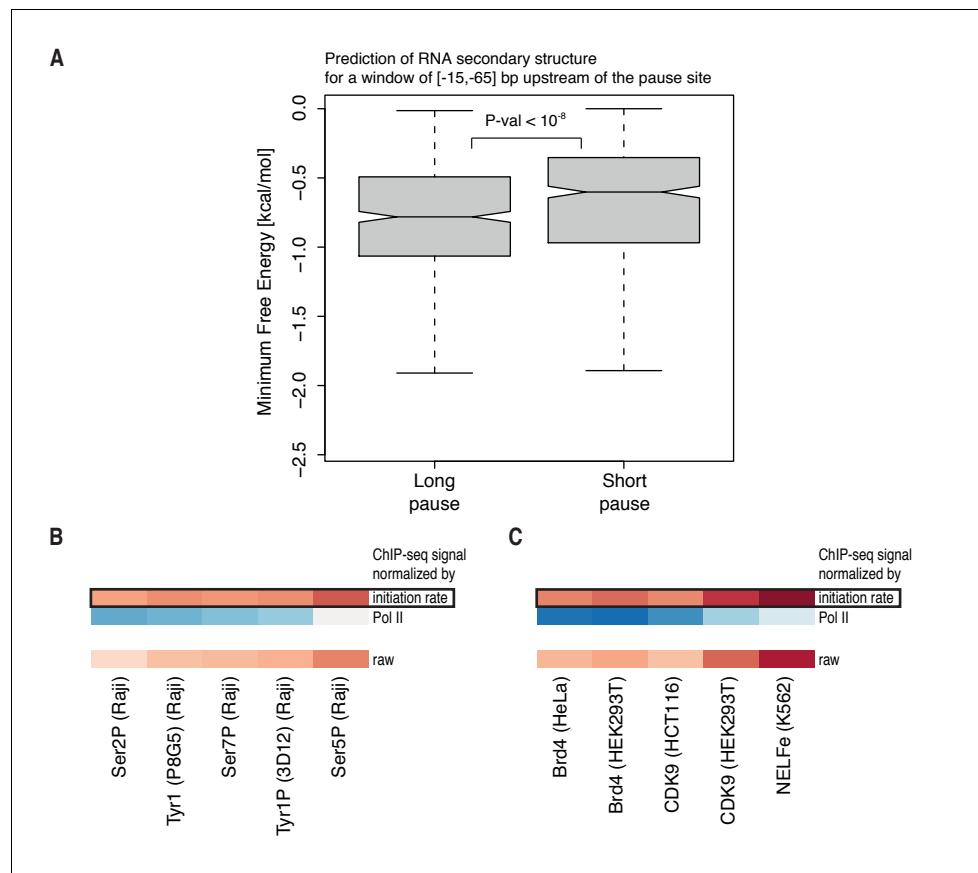 A
Prediction of RNA secondary structure
for a window of [-15,-65] bp upstream of the pause site
P-val < 10⁻⁸
Minimum Free Energy [kcal/mol]
0.0
−0.5
−1.0
−1.5
−2.0
−2.5
Long
pause
Short
pause
B
ChIP-seq signal
normalized by
initiation rate
Pol II
raw
Ser2P (Raji)
Tyr1 (P8G5) (Raji)
Ser7P (Raji)
Tyr1P (3D12) (Raji)
Ser5P (Raji)
C
ChIP-seq signal
normalized by
initiation rate
Pol II
raw
Brd4 (HeLa)
Brd4 (HEK293T)
CDK9 (HCT116)
CDK9 (HEK293T)
NELFe (K562)